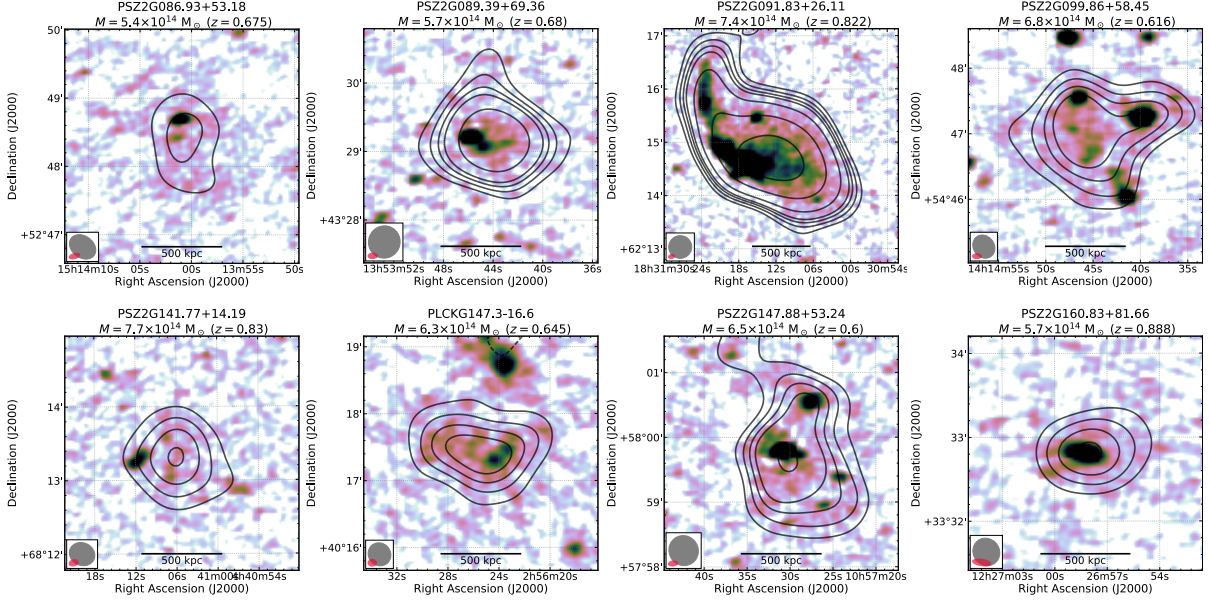 PSZ2G086.93+53.18
M = 5.4×10¹⁴ M⊙ (z = 0.675)
50'
49'
48'
+52°47'
Declination (J2000)
500 kpc
15h14m10s 05s 00s 13m55s 50s
Right Ascension (J2000)
PSZ2G089.39+69.36
M = 5.7×10¹⁴ M⊙ (z = 0.68)
30'
29'
+43°28'
Declination (J2000)
500 kpc
13h53m52s 48s 44s 40s 36s
Right Ascension (J2000)
PSZ2G091.83+26.11
M = 7.4×10¹⁴ M⊙ (z = 0.822)
17'
16'
15'
14'
+62°13'
Declination (J2000)
500 kpc
18h31m30s 24s 18s 12s 06s 00s 30m54s
Right Ascension (J2000)
PSZ2G099.86+58.45
M = 6.8×10¹⁴ M⊙ (z = 0.616)
48'
47'
+54°46'
Declination (J2000)
500 kpc
14h14m55s 50s 45s 40s 35s
Right Ascension (J2000)
PSZ2G141.77+14.19
M = 7.7×10¹⁴ M⊙ (z = 0.83)
14'
13'
+68°12'
Declination (J2000)
500 kpc
18s 12s 06s 41m00s 4h40m54s
Right Ascension (J2000)
PLCKG147.3-16.6
M = 6.3×10¹⁴ M⊙ (z = 0.645)
19'
18'
17'
+40°16'
Declination (J2000)
500 kpc
32s 28s 24s 2h56m20s
Right Ascension (J2000)
PSZ2G147.88+53.24
M = 6.5×10¹⁴ M⊙ (z = 0.6)
01'
+58°00'
59'
+57°58'
Declination (J2000)
500 kpc
40s 35s 30s 25s 10h57m20s
Right Ascension (J2000)
PSZ2G160.83+81.66
M = 5.7×10¹⁴ M⊙ (z = 0.888)
34'
33'
+33°32'
Declination (J2000)
500 kpc
12h27m03s 00s 26m57s 54s
Right Ascension (J2000)